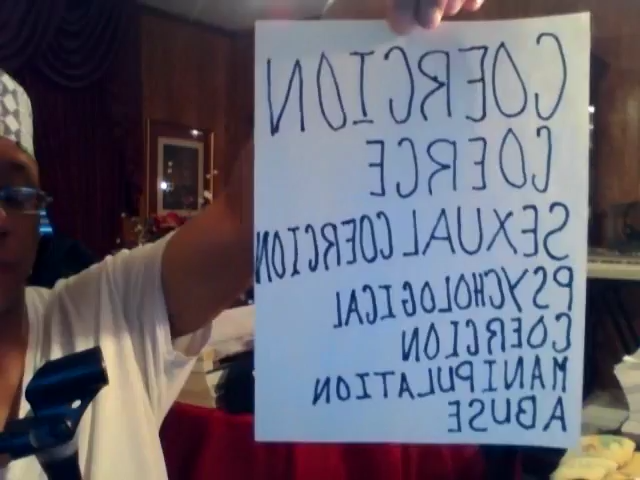 COERCION
COERCE
SEXUAL COERCION
PSYCHOLOGICAL
COERCION
MANIPULATION
ABUSE